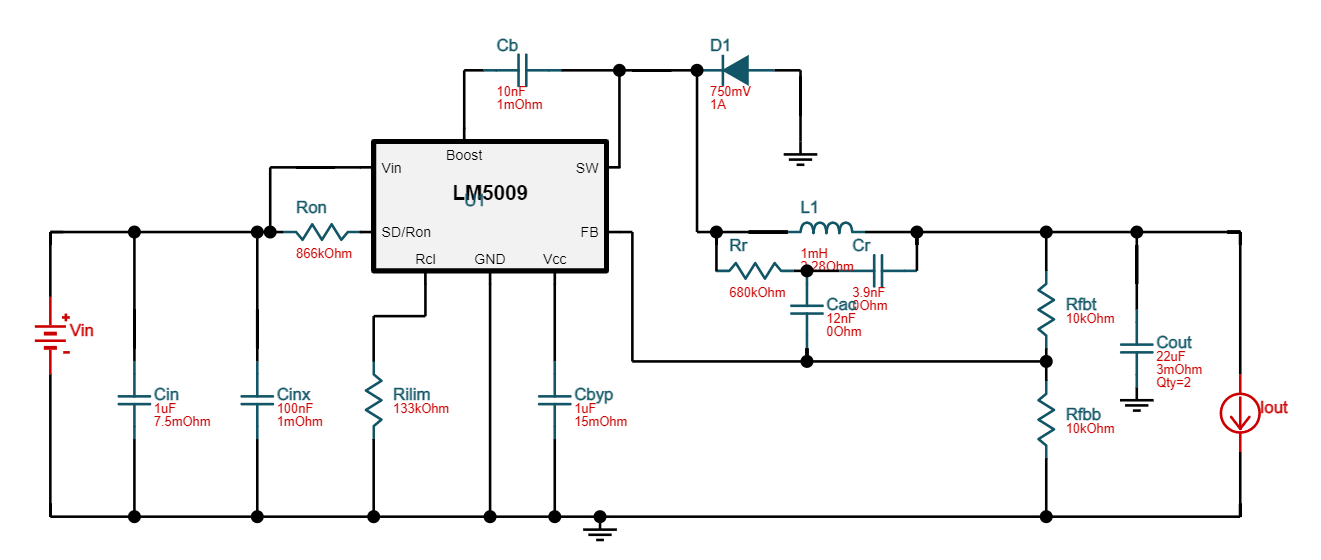 Cb
10nF
1mOhm
D1
750mV
1A
Boost
Vin
SW
LM5009
U1
SD/Ron
FB
Rcl
GND
Vcc
Ron
866kOhm
L1
1mH
2.28Ohm
Rr
680kOhm
Cr
3.9nF
0Ohm
Cac
12nF
0Ohm
Rfbt
10kOhm
Cout
22uF
3mOhm
Qty=2
Rfbb
10kOhm
Iout
+
Vin
-
Cin
1uF
7.5mOhm
Cinx
100nF
1mOhm
Rilim
133kOhm
Cbyp
1uF
15mOhm